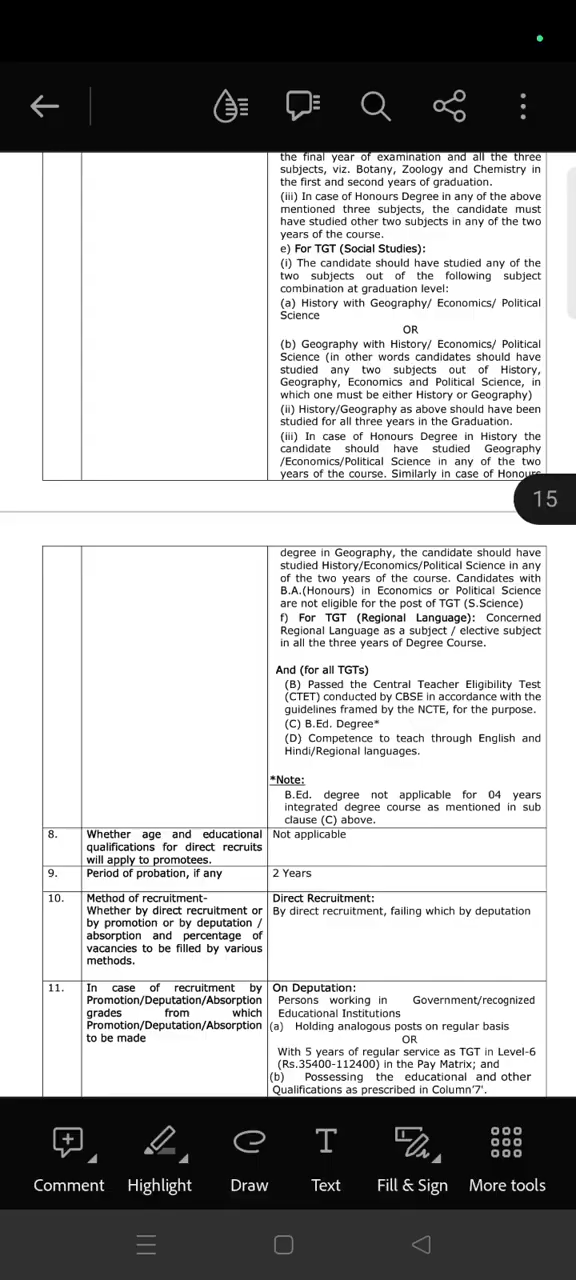 the final year of examination and all the three
subjects, viz. Botany, Zoology and Chemistry in
the first and second years of graduation.
(iii) In case of Honours Degree in any of the above
mentioned three subjects, the candidate must
have studied other two subjects in any of the two
years of the course.
e) For TGT (Social Studies):
(i) The candidate should have studied any of the
two subjects out of the following subject
combination at graduation level:
(a) History with Geography/ Economics/ Political
Science
OR
(b) Geography with History/ Economics/ Political
Science (in other words candidates should have
studied any two subjects out of History,
Geography, Economics and Political Science, in
which one must be either History or Geography)
(ii) History/Geography as above should have been
studied for all three years in the Graduation.
(iii) In case of Honours Degree in History the
candidate should have studied Geography
/Economics/Political Science in any of the two
years of the course. Similarly in case of Honours
15
degree in Geography, the candidate should have
studied History/Economics/Political Science in any
of the two years of the course. Candidates with
B.A.(Honours) in Economics or Political Science
are not eligible for the post of TGT (S.Science)
f) For TGT (Regional Language): Concerned
Regional Language as a subject / elective subject
in all the three years of Degree Course.
And (for all TGTs)
(B) Passed the Central Teacher Eligibility Test
(CTET) conducted by CBSE in accordance with the
guidelines framed by the NCTE, for the purpose.
(C) B.Ed. Degree*
(D) Competence to teach through English and
Hindi/Regional languages.
*Note:
B.Ed. degree not applicable for 04 years
integrated degree course as mentioned in sub
clause (C) above.
8. Whether age and educational Not applicable
qualifications for direct recruits
will apply to promotees.
9. Period of probation, if any 2 Years
10. Method of recruitment- Direct Recruitment:
Whether by direct recruitment or By direct recruitment, failing which by deputation
by promotion or by deputation /
absorption and percentage of
vacancies to be filled by various
methods.
11. In case of recruitment by On Deputation:
Promotion/Deputation/Absorption Persons working in Government/recognized
grades from which Educational Institutions
Promotion/Deputation/Absorption (a) Holding analogous posts on regular basis
to be made OR
With 5 years of regular service as TGT in Level-6
(Rs.35400-112400) in the Pay Matrix; and
(b) Possessing the educational and other
Qualifications as prescribed in Column'7'.
Comment Highlight Draw Text Fill & Sign More tools